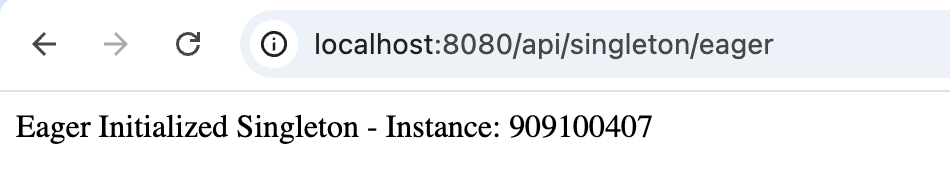 localhost:8080/api/singleton/eager
Eager Initialized Singleton - Instance: 909100407